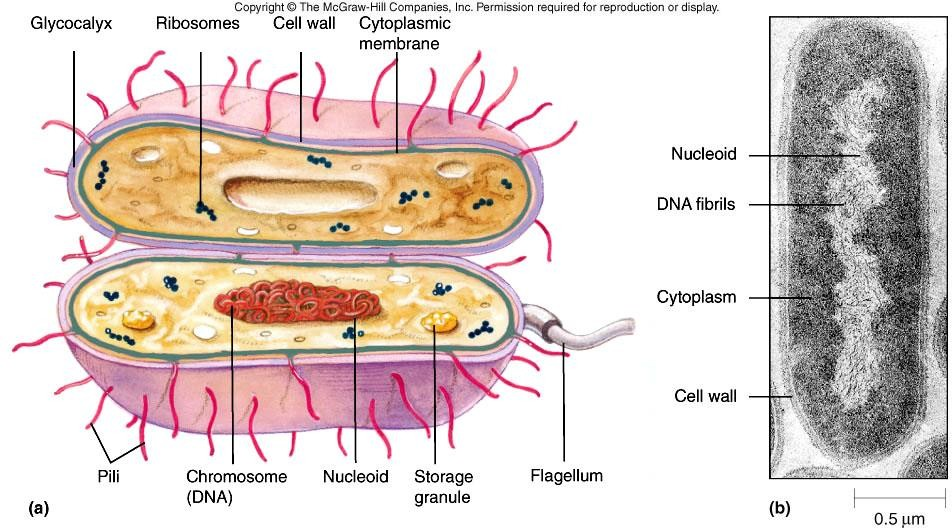 Copyright © The McGraw-Hill Companies, Inc. Permission required for reproduction or display.
Glycocalyx
Ribosomes
Cell wall
Cytoplasmic
membrane
Nucleoid
DNA fibrils
Cytoplasm
Cell wall
Pili
Chromosome
(DNA)
Nucleoid
Storage
granule
Flagellum
(a)
(b)
0.5 µm